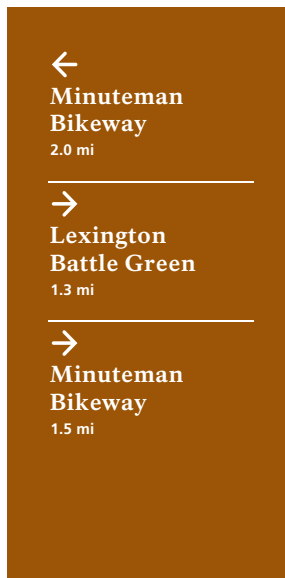 ←
Minuteman
Bikeway
2.0 mi
→
Lexington
Battle Green
1.3 mi
→
Minuteman
Bikeway
1.5 mi